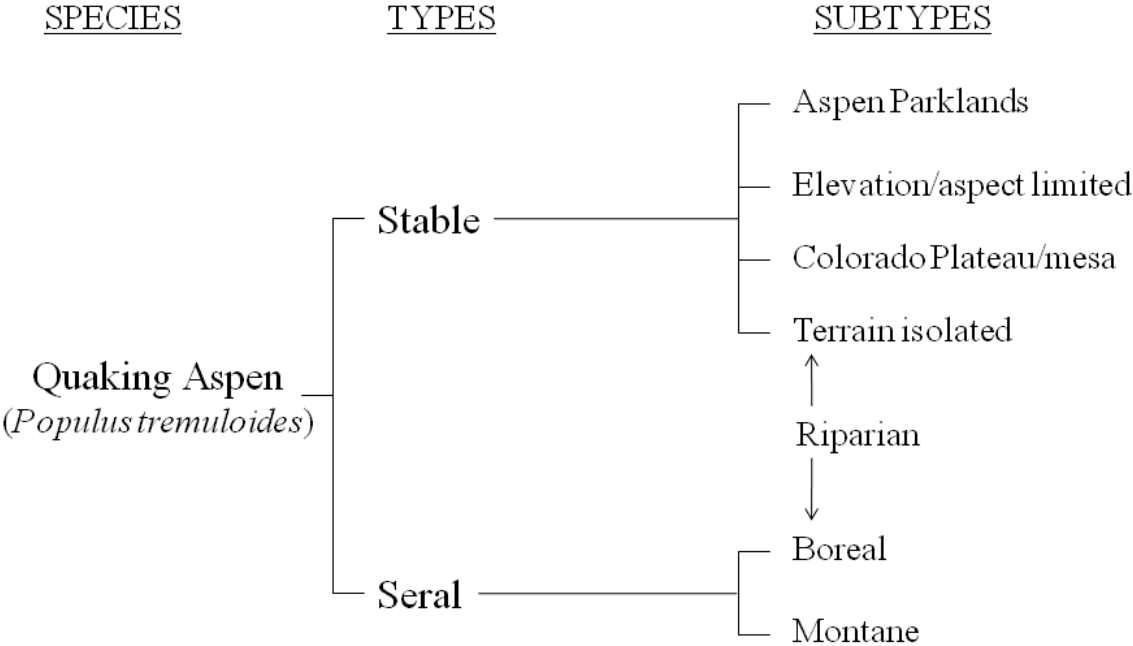 SPECIES TYPES SUBTYPES
Aspen Parklands
Elevation/aspect limited
Stable
Colorado Plateau/mesa
Terrain isolated
Quaking Aspen
(Populus tremuloides)
Riparian
Boreal
Seral
Montane